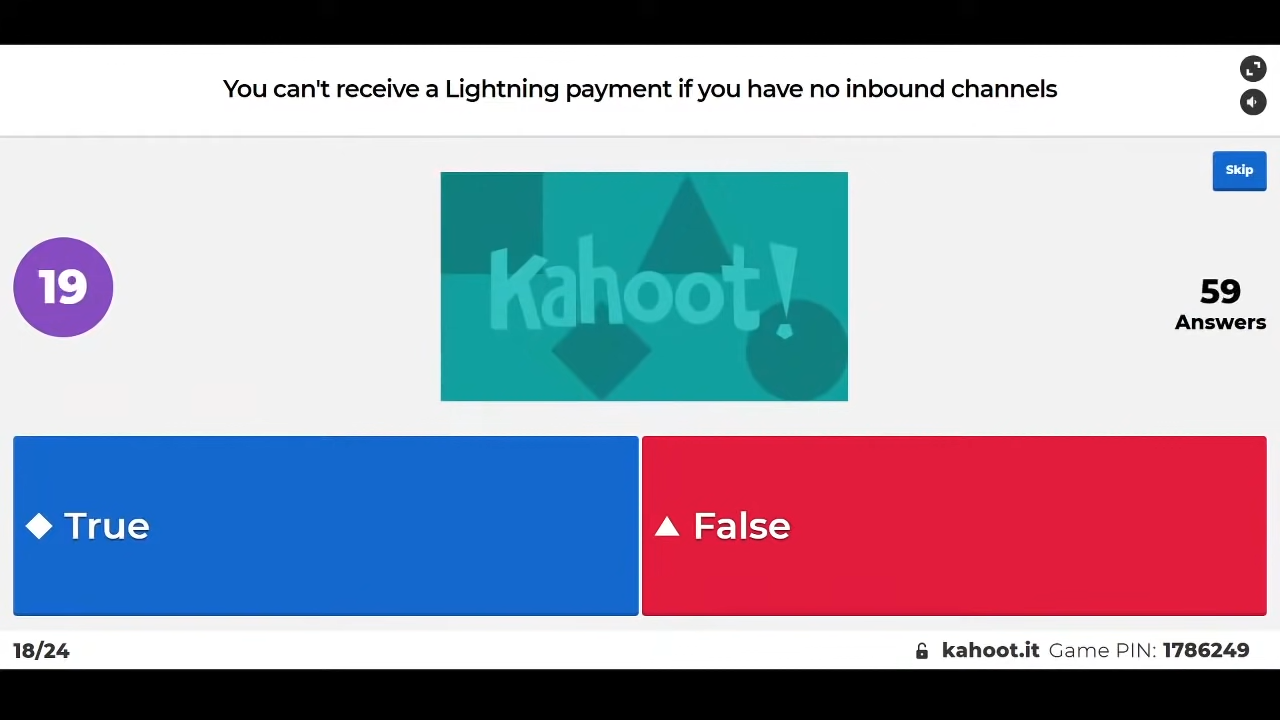 You can't receive a Lightning payment if you have no inbound channels
Skip
19
Kahoot!
59
Answers
True
False
18/24
kahoot.it Game PIN: 1786249